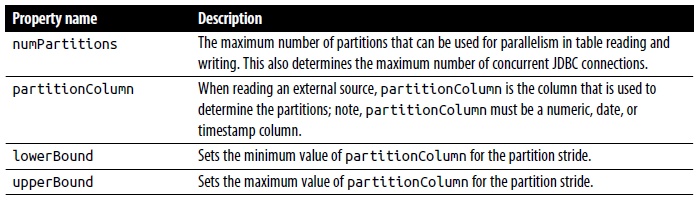 Property name Description
numPartitions The maximum number of partitions that can be used for parallelism in table reading and
writing. This also determines the maximum number of concurrent JDBC connections.
partitionColumn When reading an external source, partitionColumn is the column that is used to
determine the partitions; note, partitionColumn must be a numeric, date, or
timestamp column.
lowerBound Sets the minimum value of partitionColumn for the partition stride.
upperBound Sets the maximum value of partitionColumn for the partition stride.